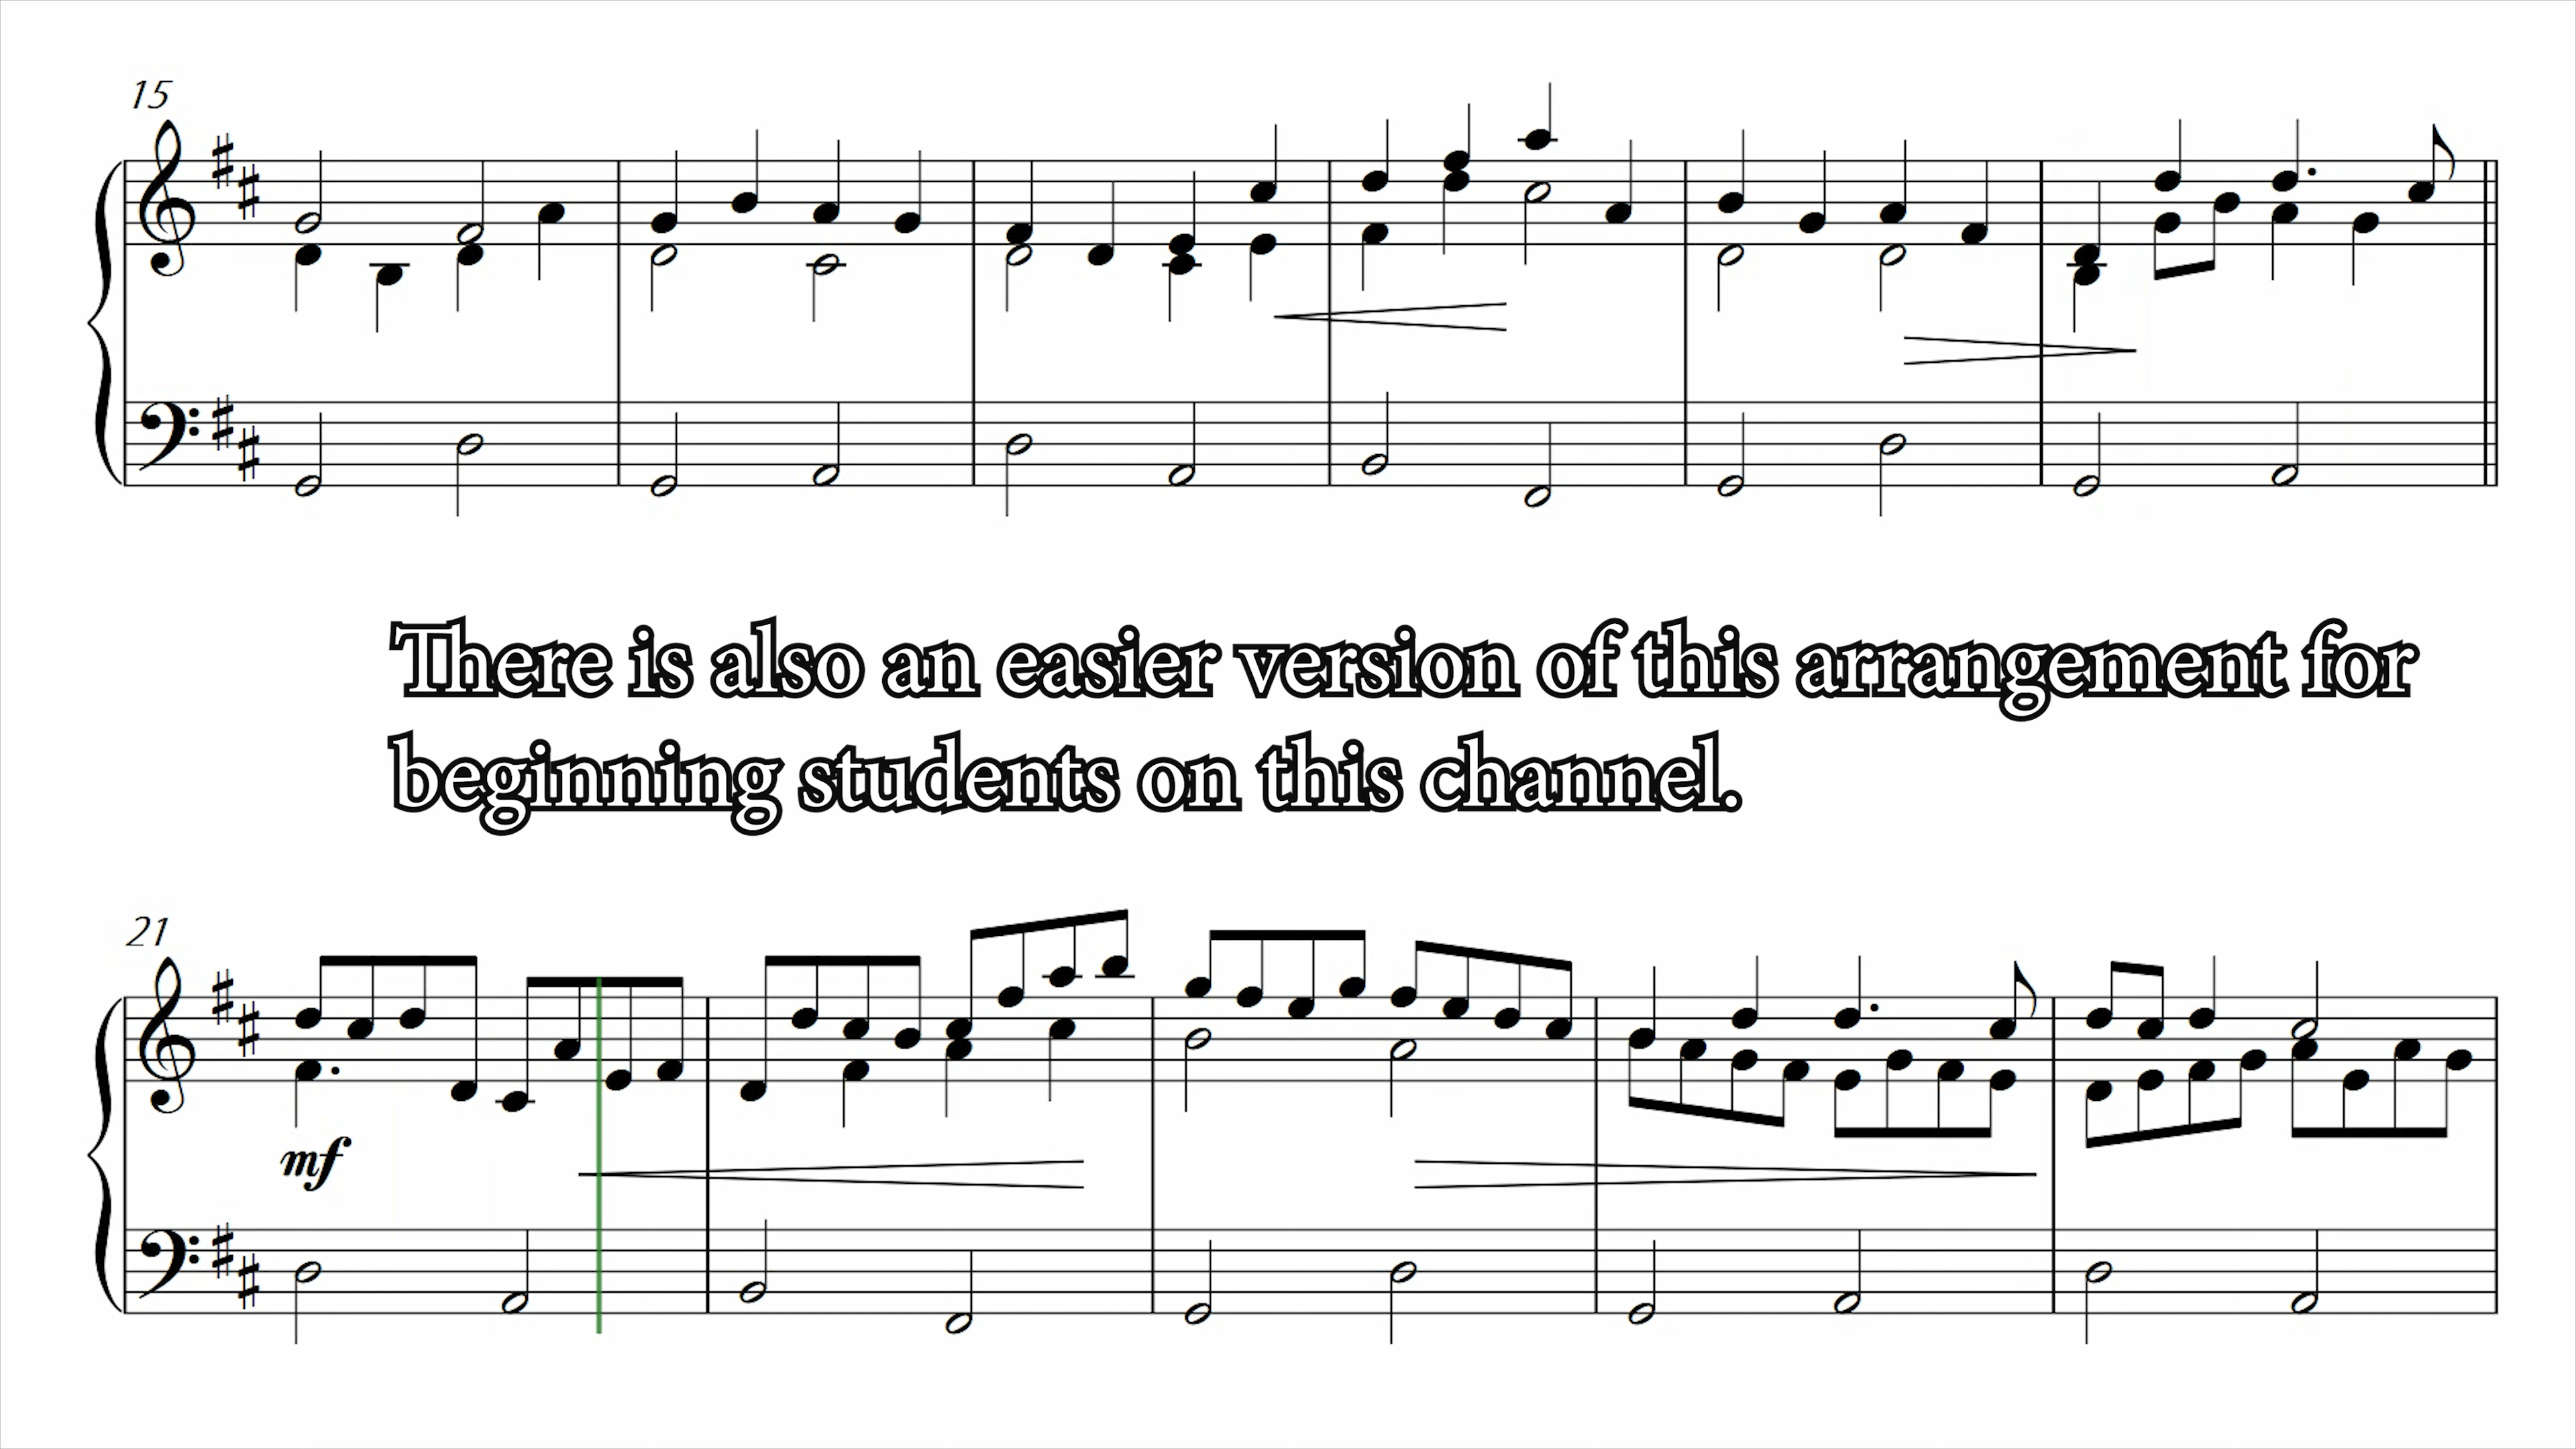 15
There is also an easier version of this arrangement for
beginning students on this channel.
21
mf